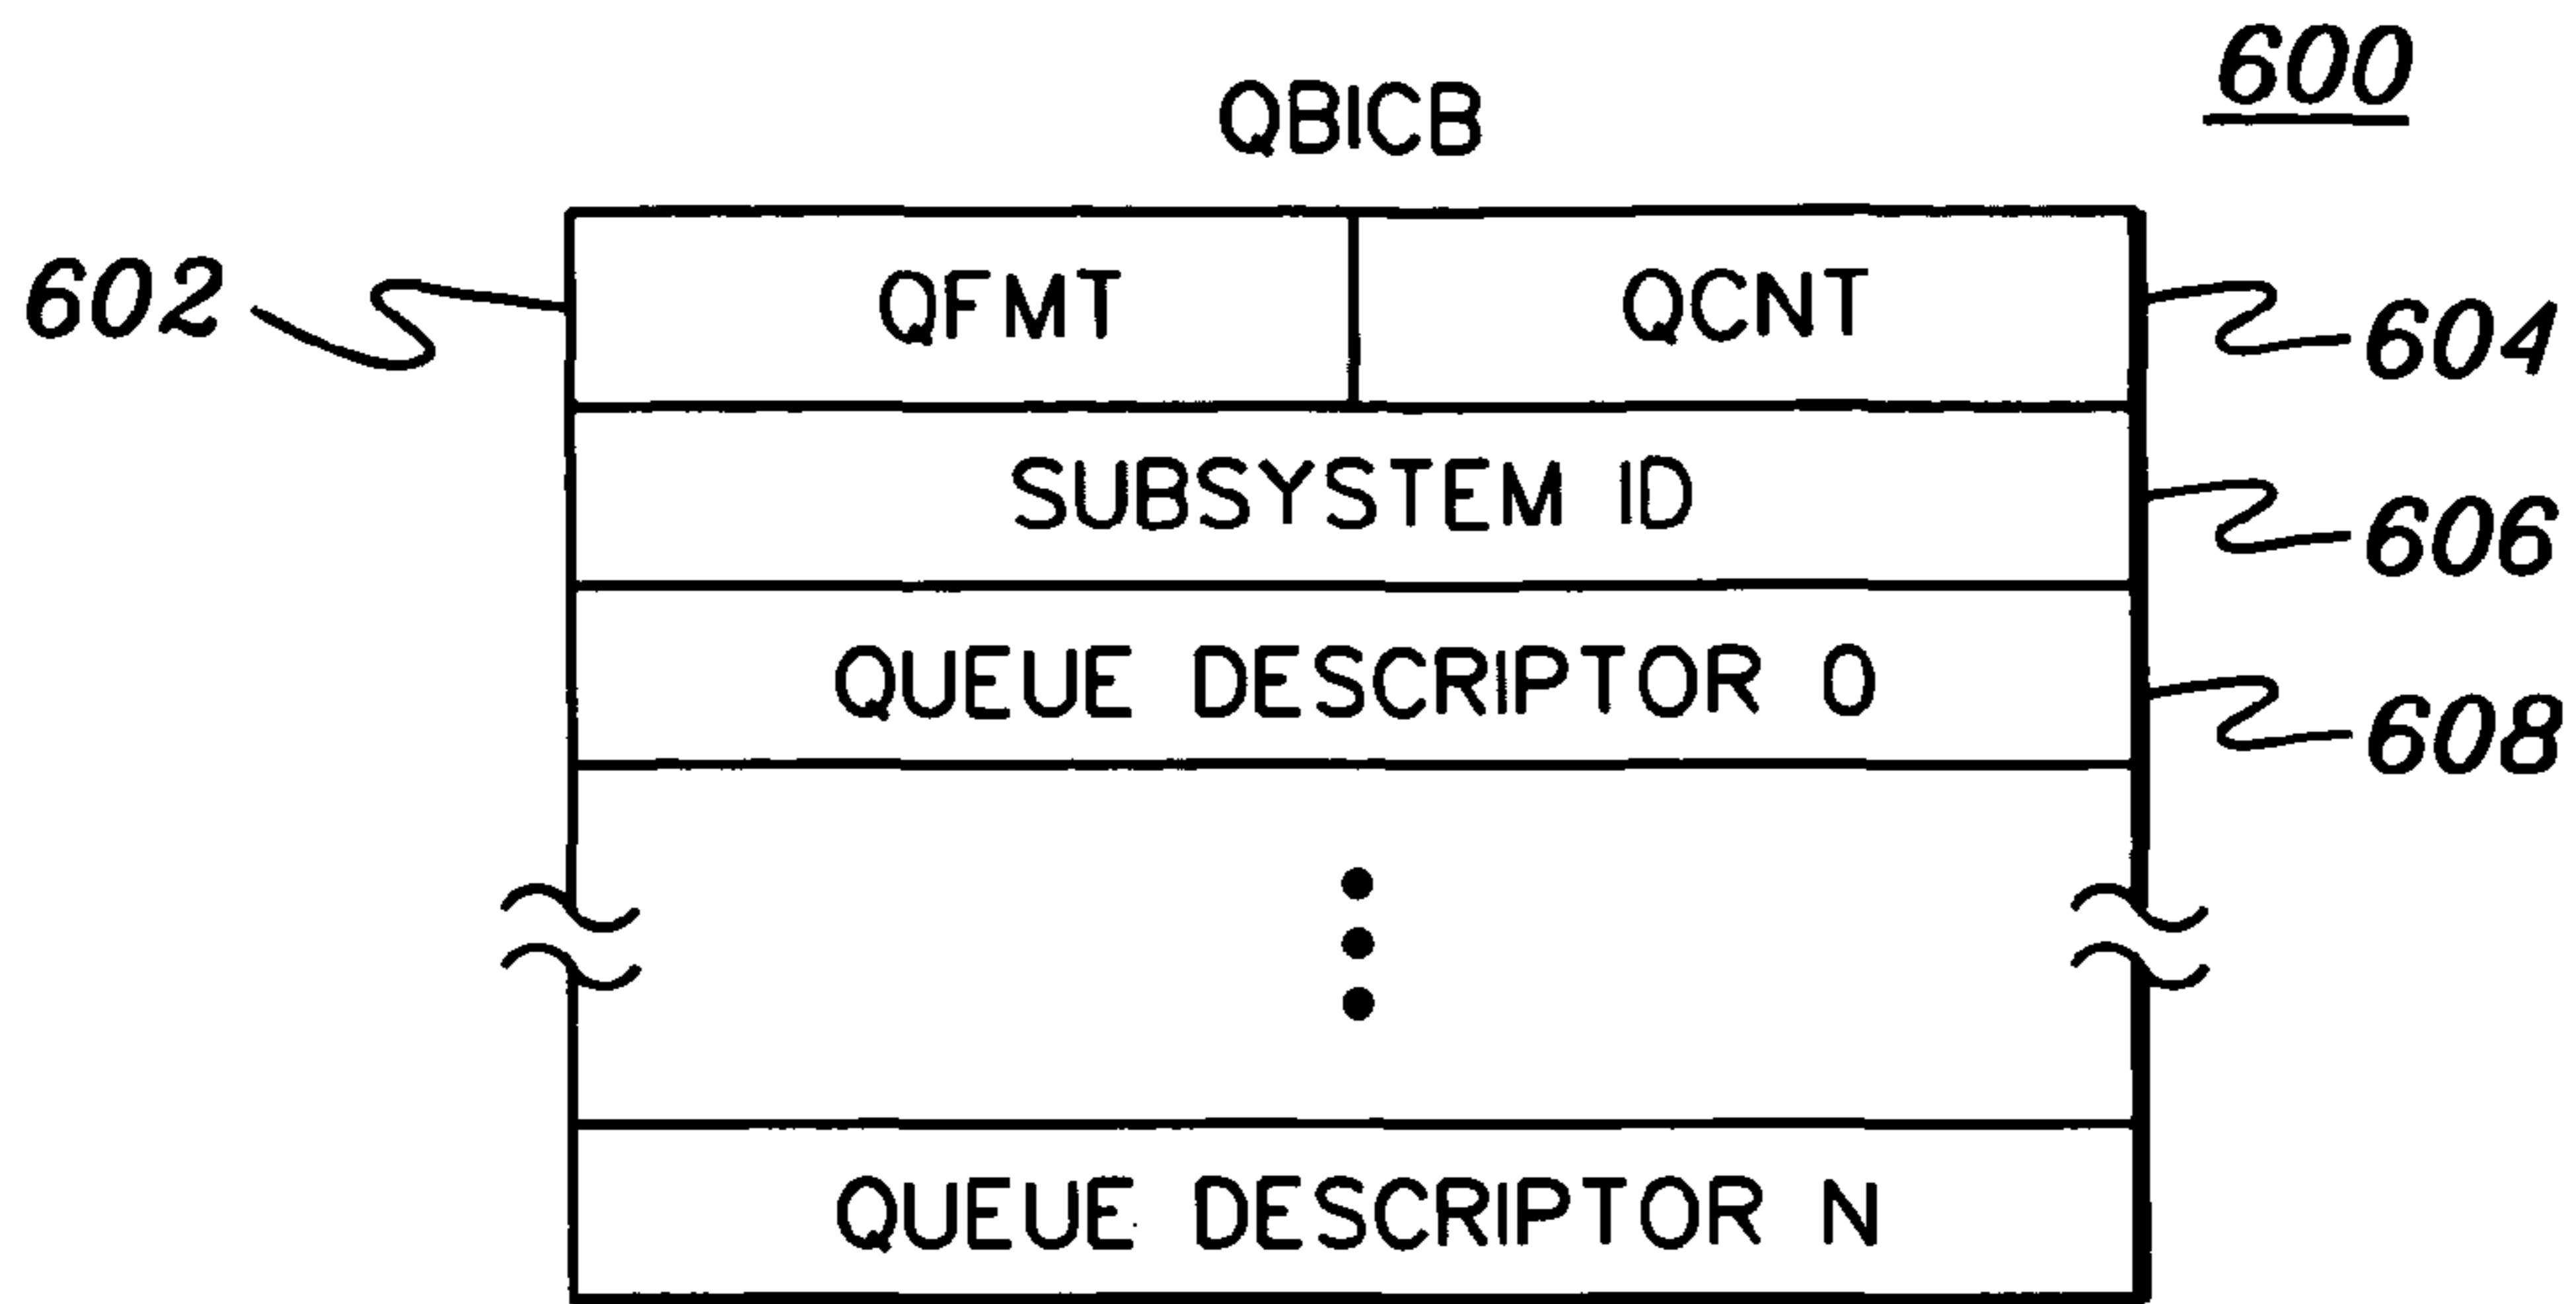 600
QBICB
602 QFMT QCNT 604
SUBSYSTEM ID 606
QUEUE DESCRIPTOR 0 608
QUEUE DESCRIPTOR N